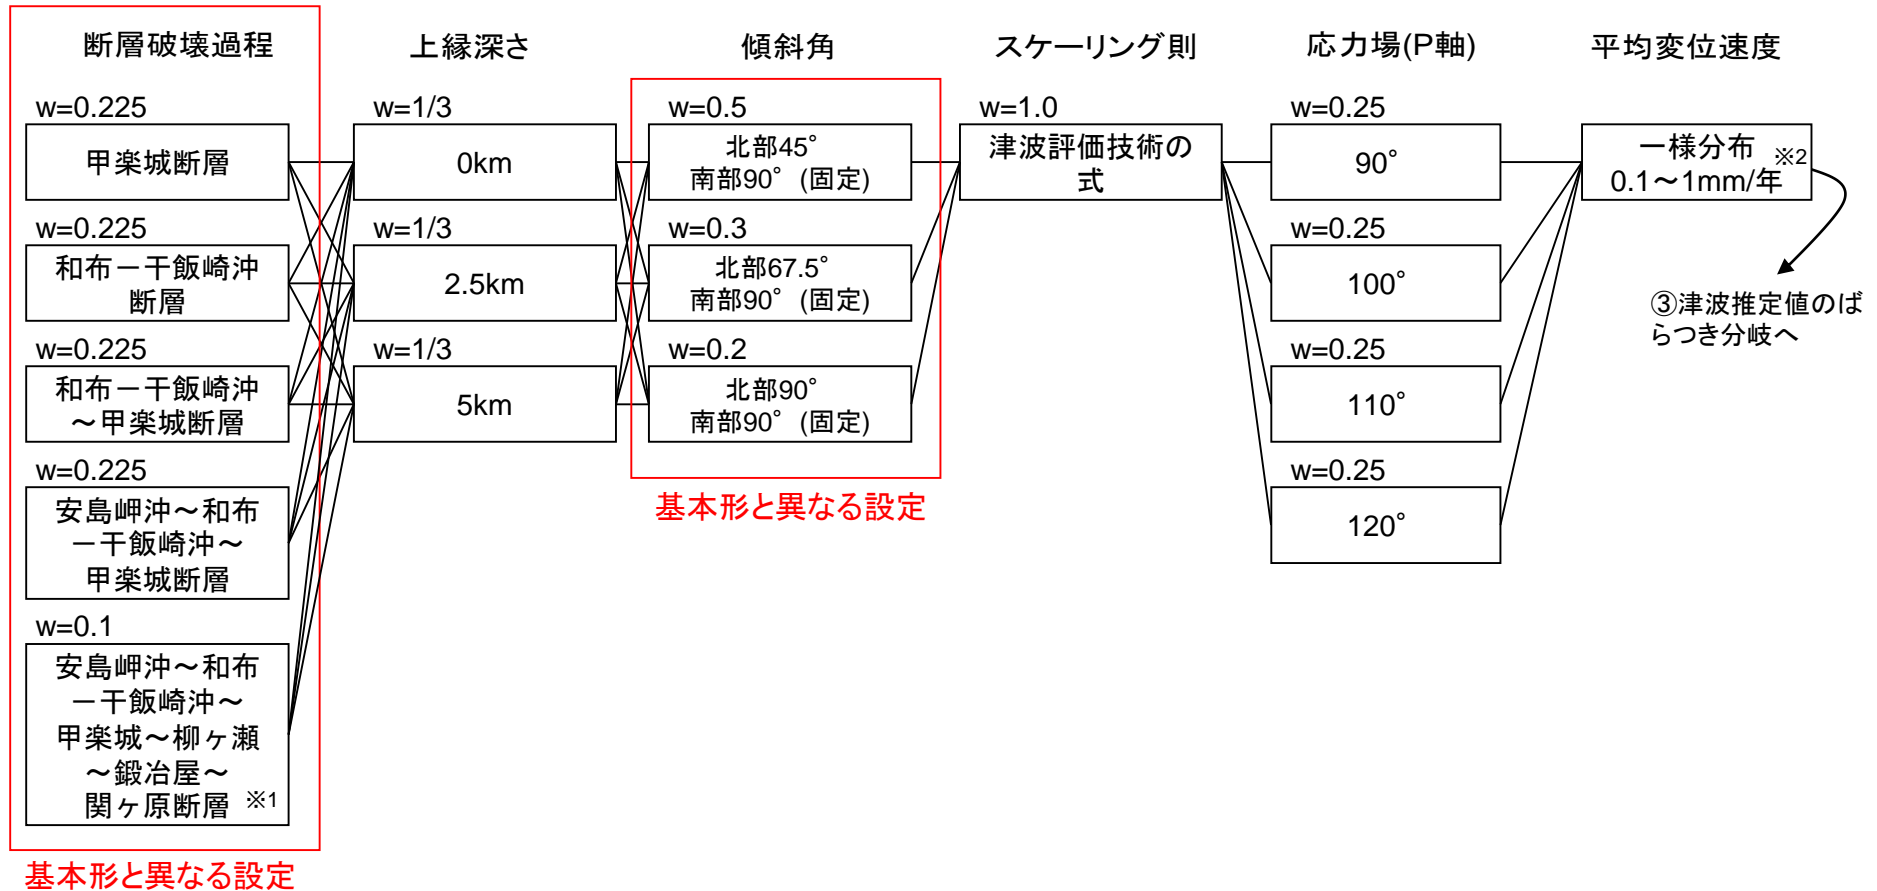 断層破壊過程
上縁深さ
傾斜角
スケーリング則
応力場(P軸)
平均変位速度
w=0.225
甲楽城断層
w=0.225
和布－干飯崎沖
断層
w=0.225
和布－干飯崎沖
～甲楽城断層
w=0.225
安島岬沖～和布
－干飯崎沖～
甲楽城断層
w=0.1
安島岬沖～和布
－干飯崎沖～
甲楽城～柳ヶ瀬
～鍛冶屋～
関ヶ原断層 ※1
基本形と異なる設定
w=1/3
0km
w=1/3
2.5km
w=1/3
5km
w=0.5
北部45°
南部90° (固定)
w=0.3
北部67.5°
南部90° (固定)
w=0.2
北部90°
南部90° (固定)
基本形と異なる設定
w=1.0
津波評価技術の
式
w=0.25
90°
w=0.25
100°
w=0.25
110°
w=0.25
120°
一様分布 ※2
0.1～1mm/年
③津波推定値のば
らつき分岐へ